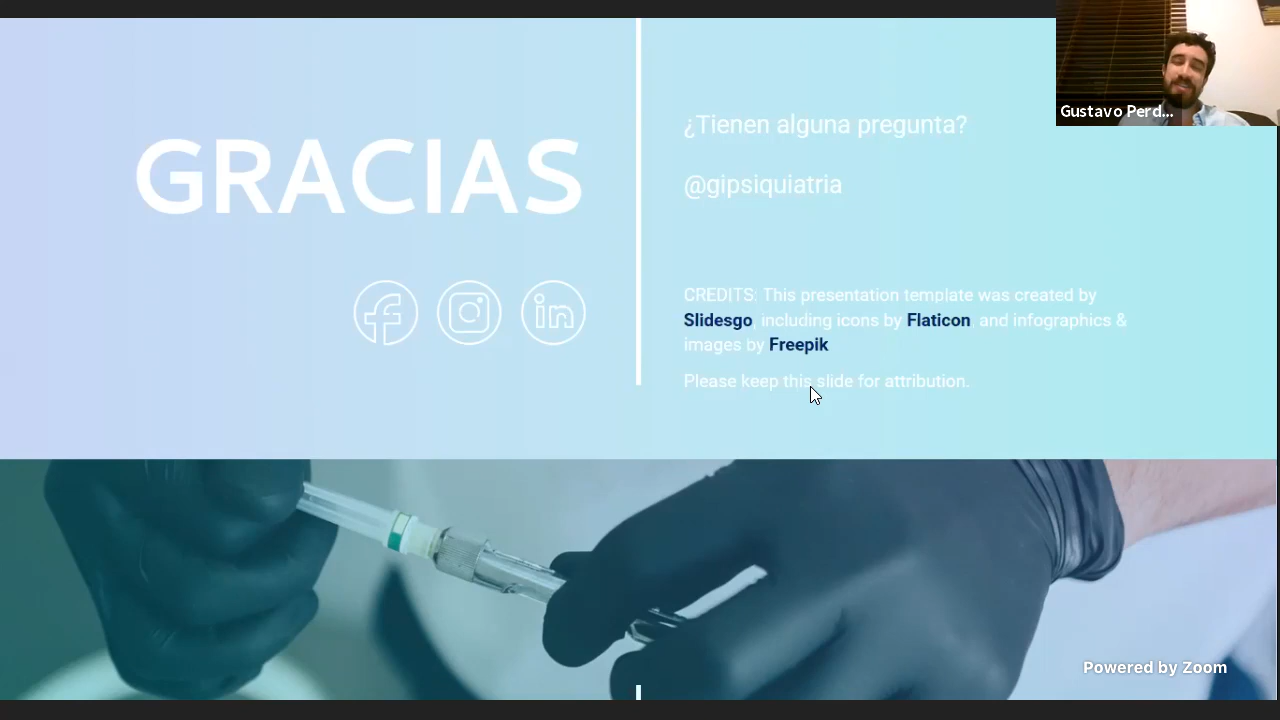 Gustavo Perd...
GRACIAS
¿Tienen alguna pregunta?
@gipsiquiatria
CREDITS: This presentation template was created by
Slidesgo, including icons by Flaticon, and infographics &
images by Freepik
Please keep this slide for attribution.
Powered by Zoom